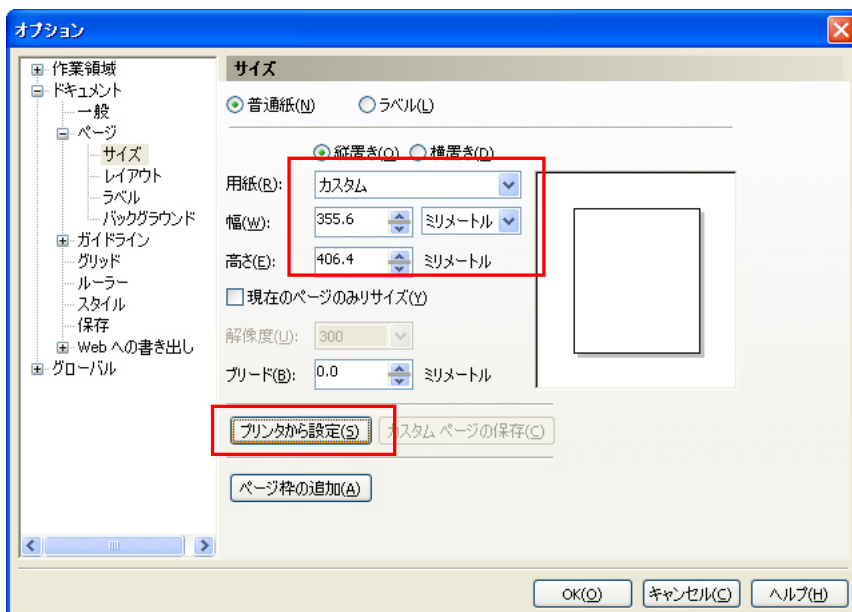 オプション
作業領域
ドキュメント
一般
ページ
サイズ
レイアウト
ラベル
バックグラウンド
ガイドライン
グリッド
ルーラー
スタイル
保存
Web への書き出し
グローバル
サイズ
普通紙(N) ラベル(L)
縦置き(O) 横置き(D)
用紙(R): カスタム
幅(W): 355.6 ミリメートル
高さ(E): 406.4 ミリメートル
現在のページのみリサイズ(Y)
解像度(U): 300
ブリード(B): 0.0 ミリメートル
プリンタから設定(S) カスタム ページの保存(C)
ページ枠の追加(A)
OK(O) キャンセル(C) ヘルプ(H)